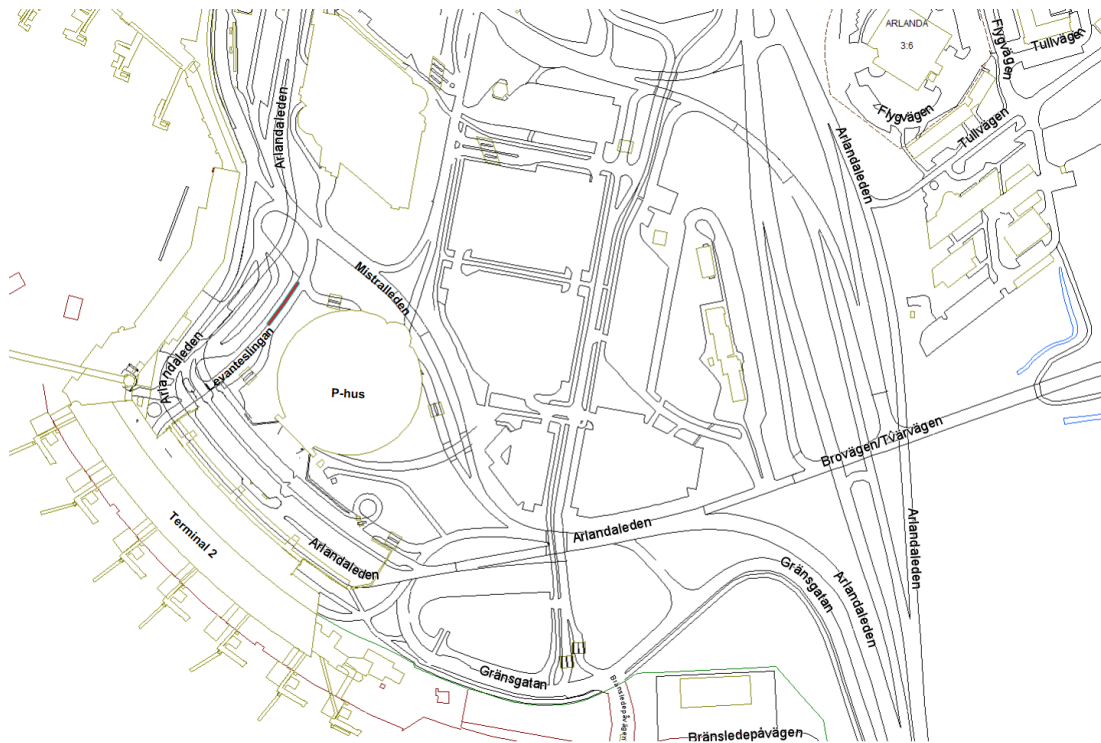 ARLANDA
3:6
Flygvägen
Tullvägen
Flygvägen
Tullvägen
Arlandaleden
Arlandaleden
Mistralleden
Levanteslingan
Arlandaleden
P-hus
Brovägen/Tvärvägen
Terminal 2
Arlandaleden
Arlandaleden
Arlandaleden
Gränsgatan
Arlandaleden
Gränsgatan
Bränsledepåvägen
Bränsledepåvägen